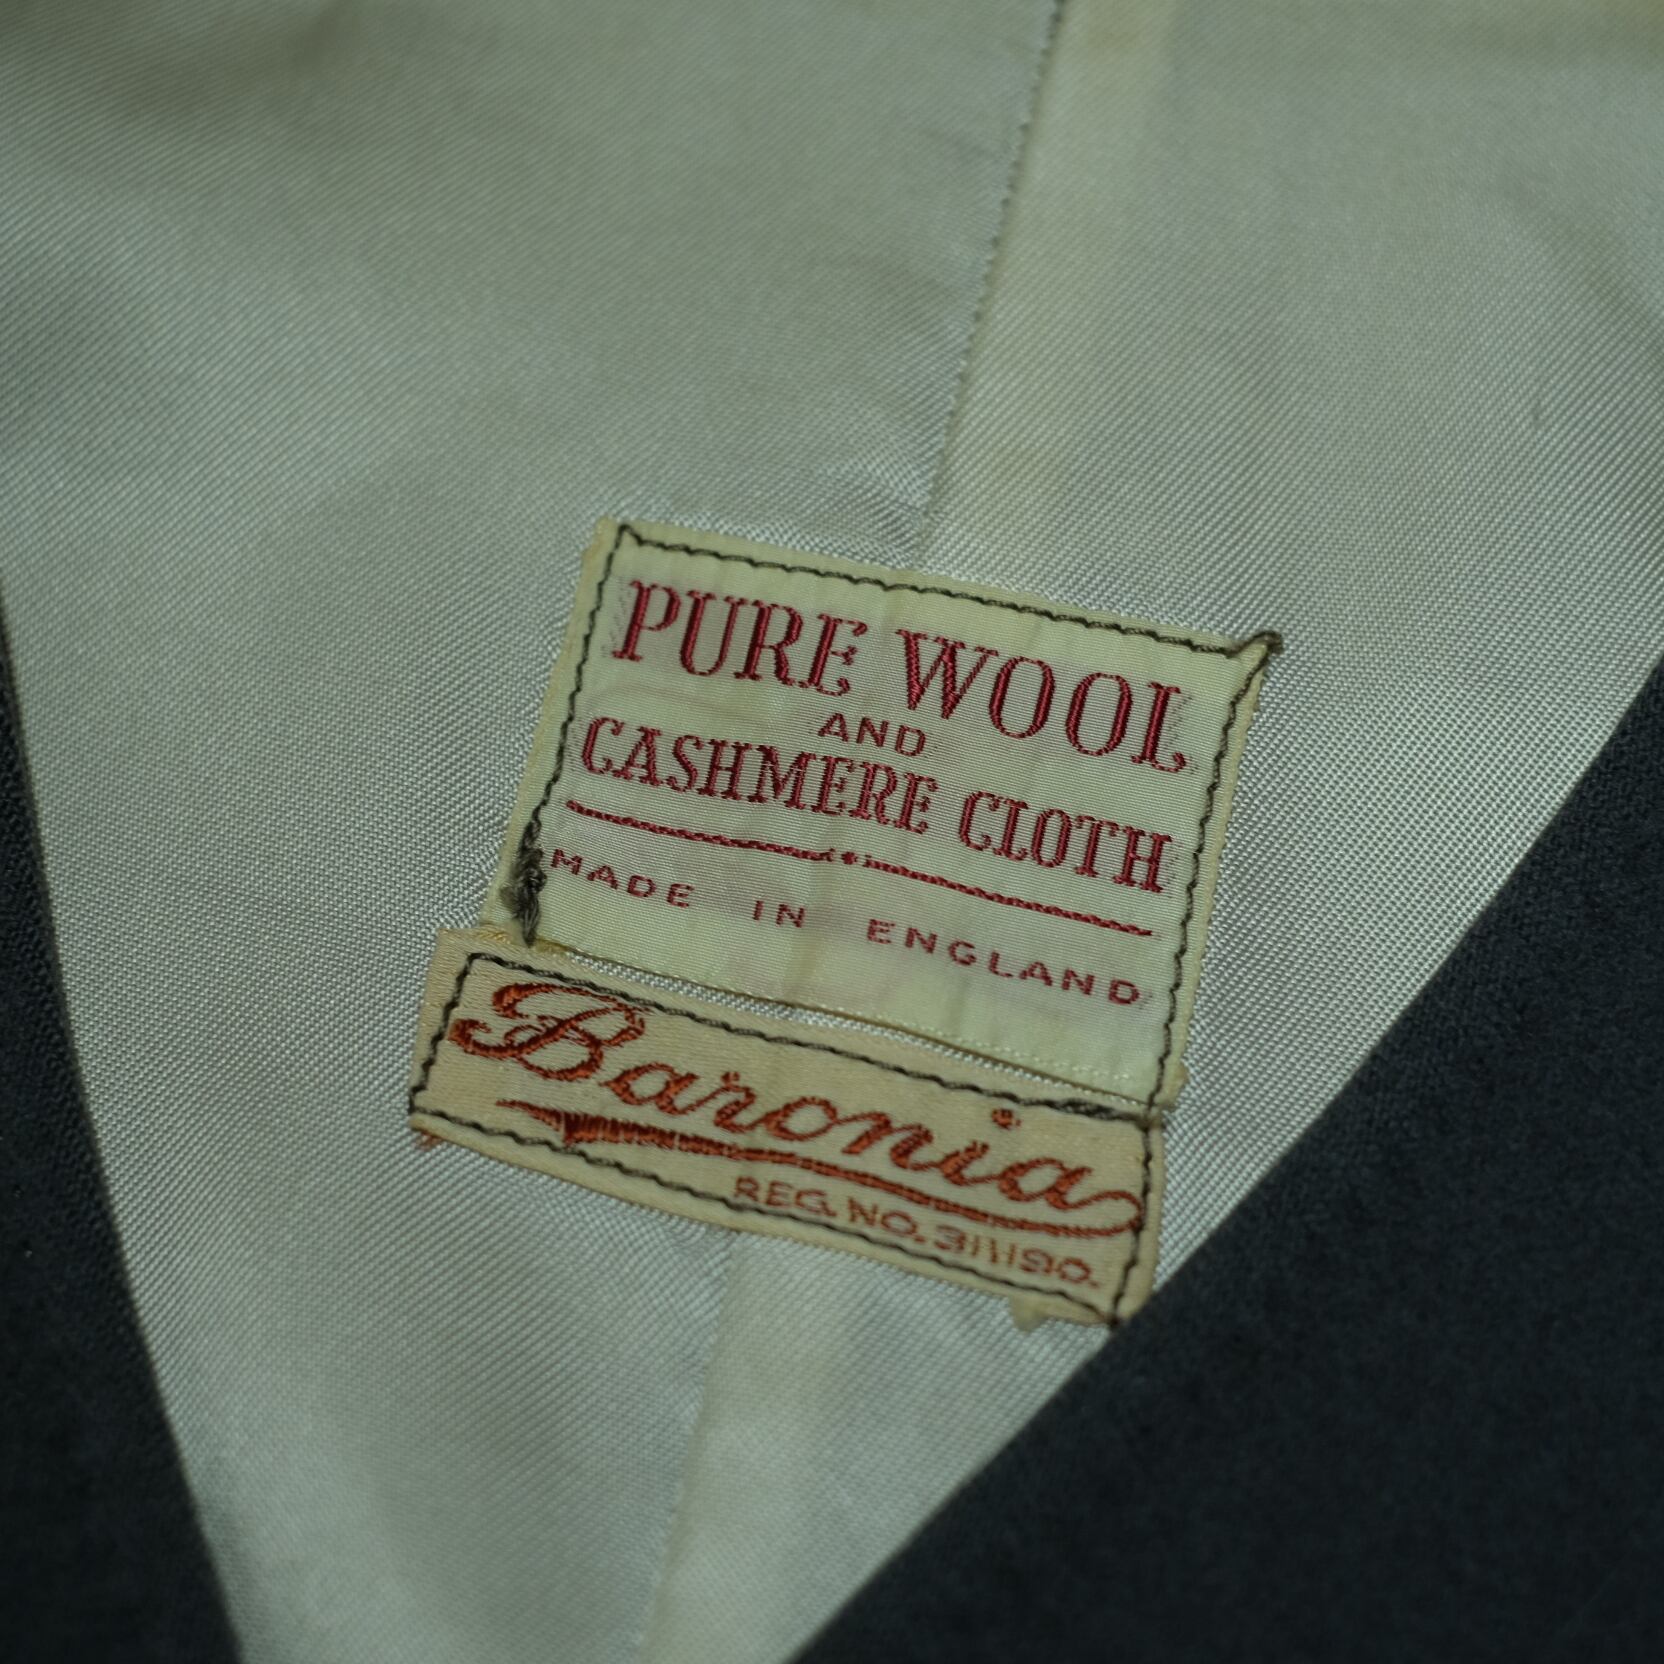 PURE WOOL
AND
CASHMERE CLOTH
MADE IN ENGLAND
Baronia
REG. NO. 311190.